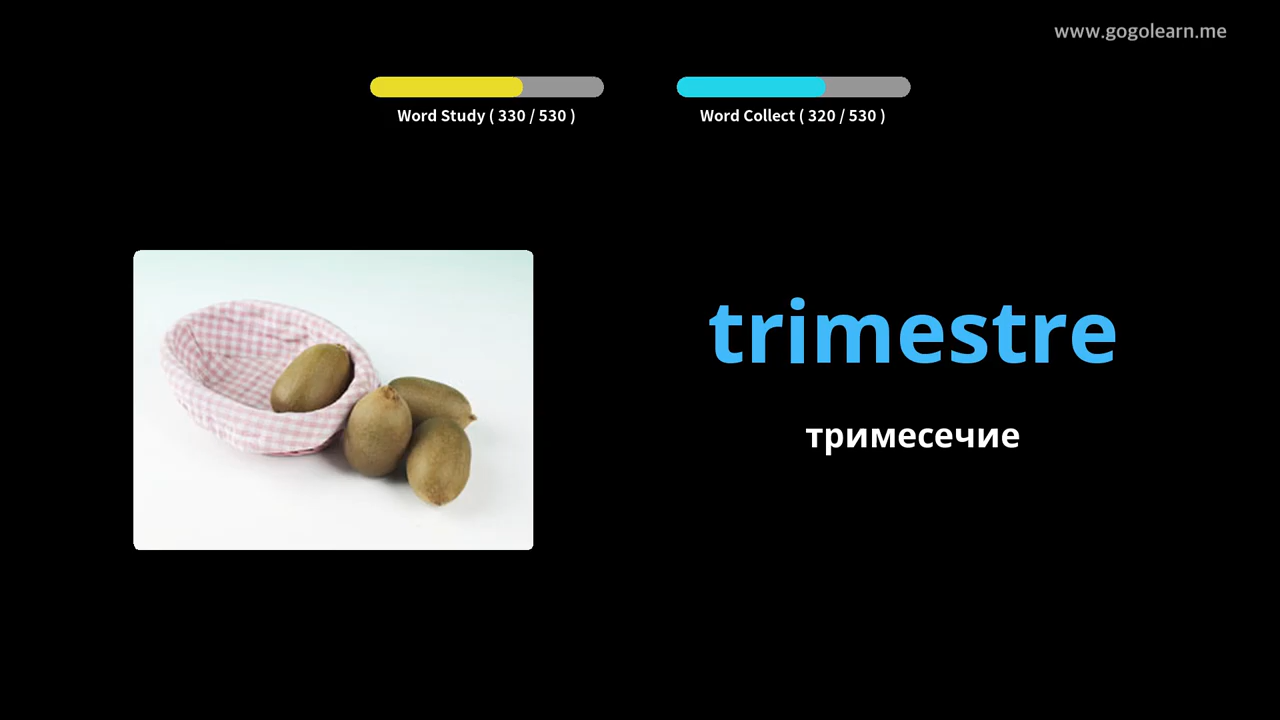 www.gogolearn.me
Word Study ( 330 / 530 )
Word Collect ( 320 / 530 )
trimestre
тримесечие